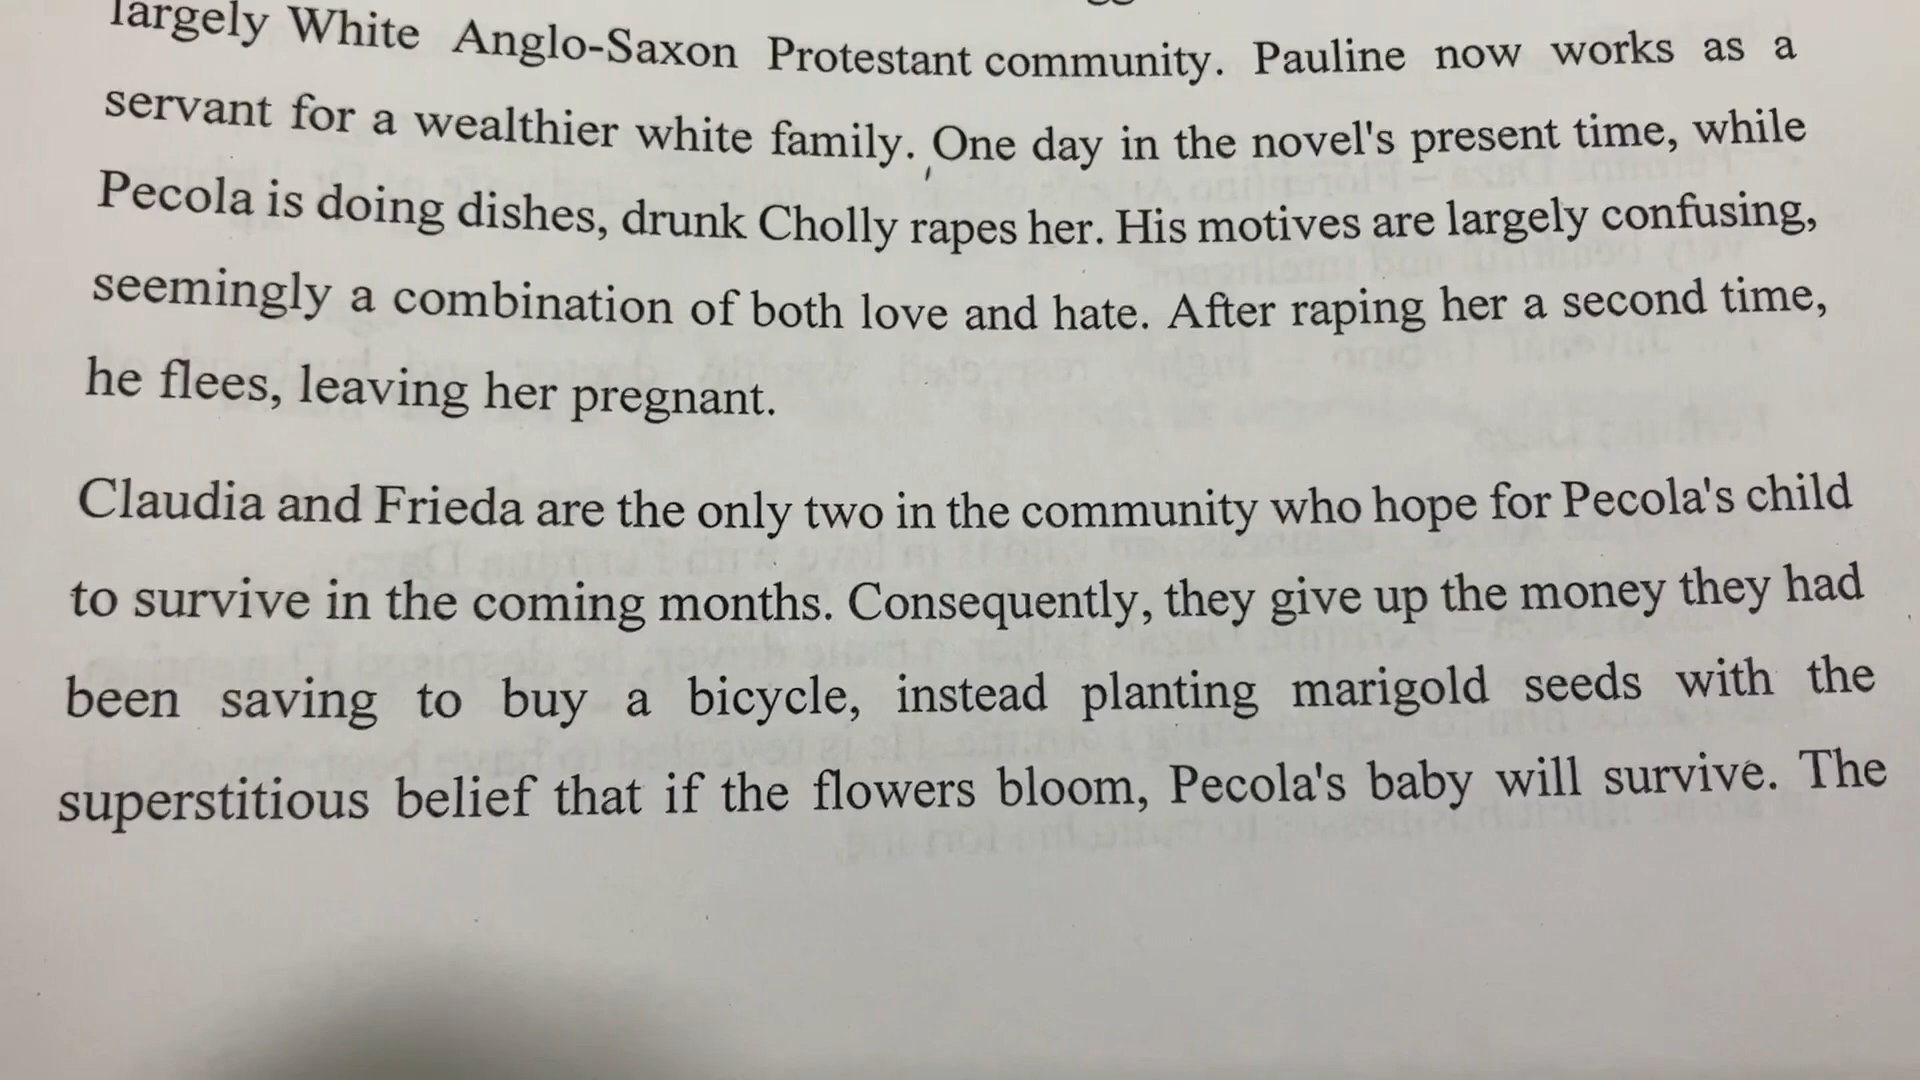 largely White Anglo-Saxon Protestant community. Pauline now works as a
servant for a wealthier white family. One day in the novel's present time, while
Pecola is doing dishes, drunk Cholly rapes her. His motives are largely confusing,
seemingly a combination of both love and hate. After raping her a second time,
he flees, leaving her pregnant.
Claudia and Frieda are the only two in the community who hope for Pecola's child
to survive in the coming months. Consequently, they give up the money they had
been saving to buy a bicycle, instead planting marigold seeds with the
superstitious belief that if the flowers bloom, Pecola's baby will survive. The